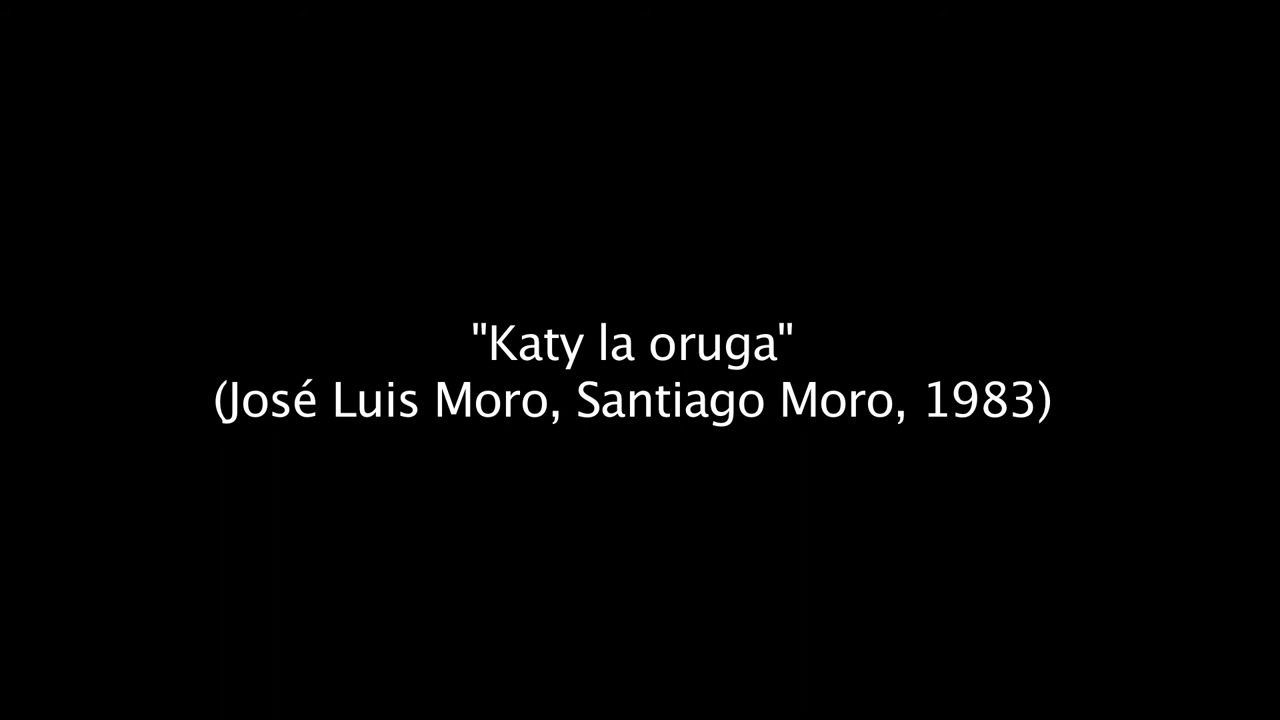 "Katy la oruga"
(José Luis Moro, Santiago Moro, 1983)